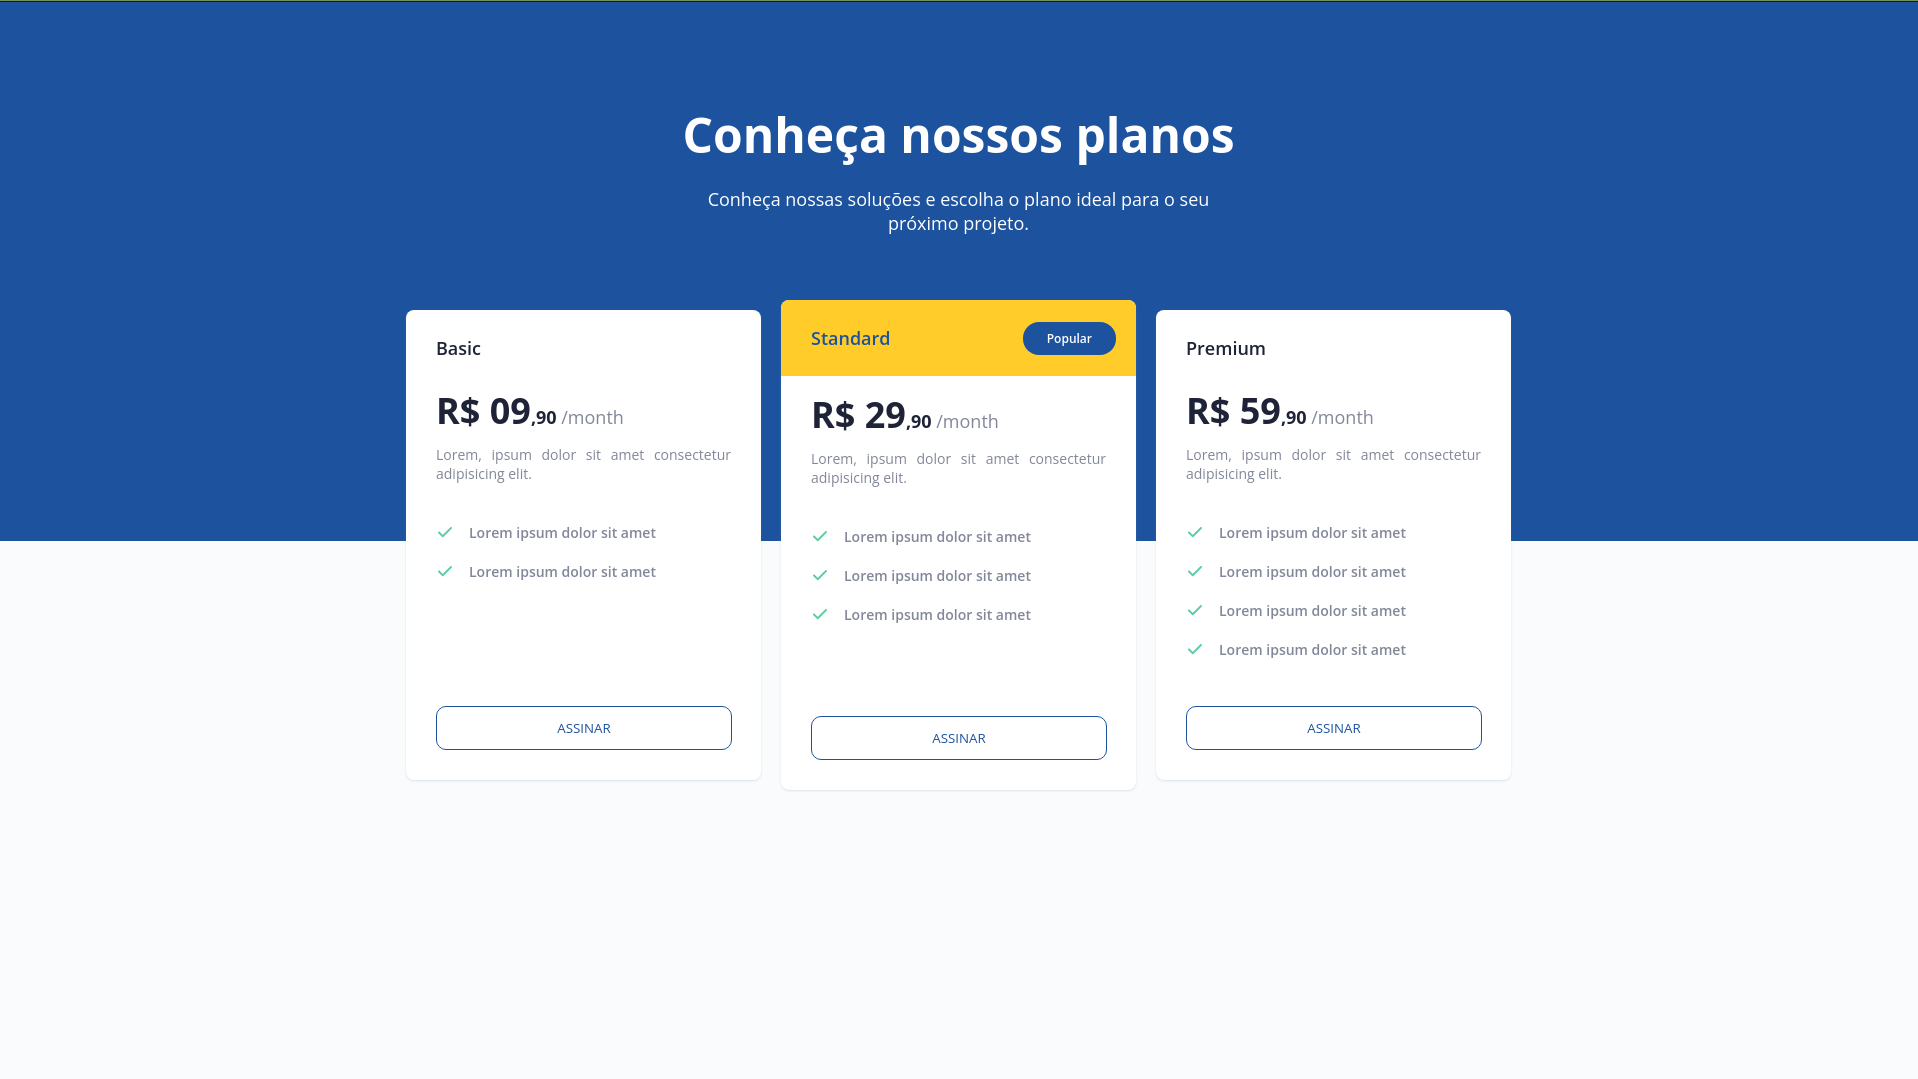 Conheça nossos planos
Conheça nossas soluções e escolha o plano ideal para o seu
próximo projeto.
Basic
R$ 09,90 /month
Lorem, ipsum dolor sit amet consectetur
adipisicing elit.
Lorem ipsum dolor sit amet
Lorem ipsum dolor sit amet
ASSINAR
Standard
Popular
R$ 29,90 /month
Lorem, ipsum dolor sit amet consectetur
adipisicing elit.
Lorem ipsum dolor sit amet
Lorem ipsum dolor sit amet
Lorem ipsum dolor sit amet
ASSINAR
Premium
R$ 59,90 /month
Lorem, ipsum dolor sit amet consectetur
adipisicing elit.
Lorem ipsum dolor sit amet
Lorem ipsum dolor sit amet
Lorem ipsum dolor sit amet
Lorem ipsum dolor sit amet
ASSINAR